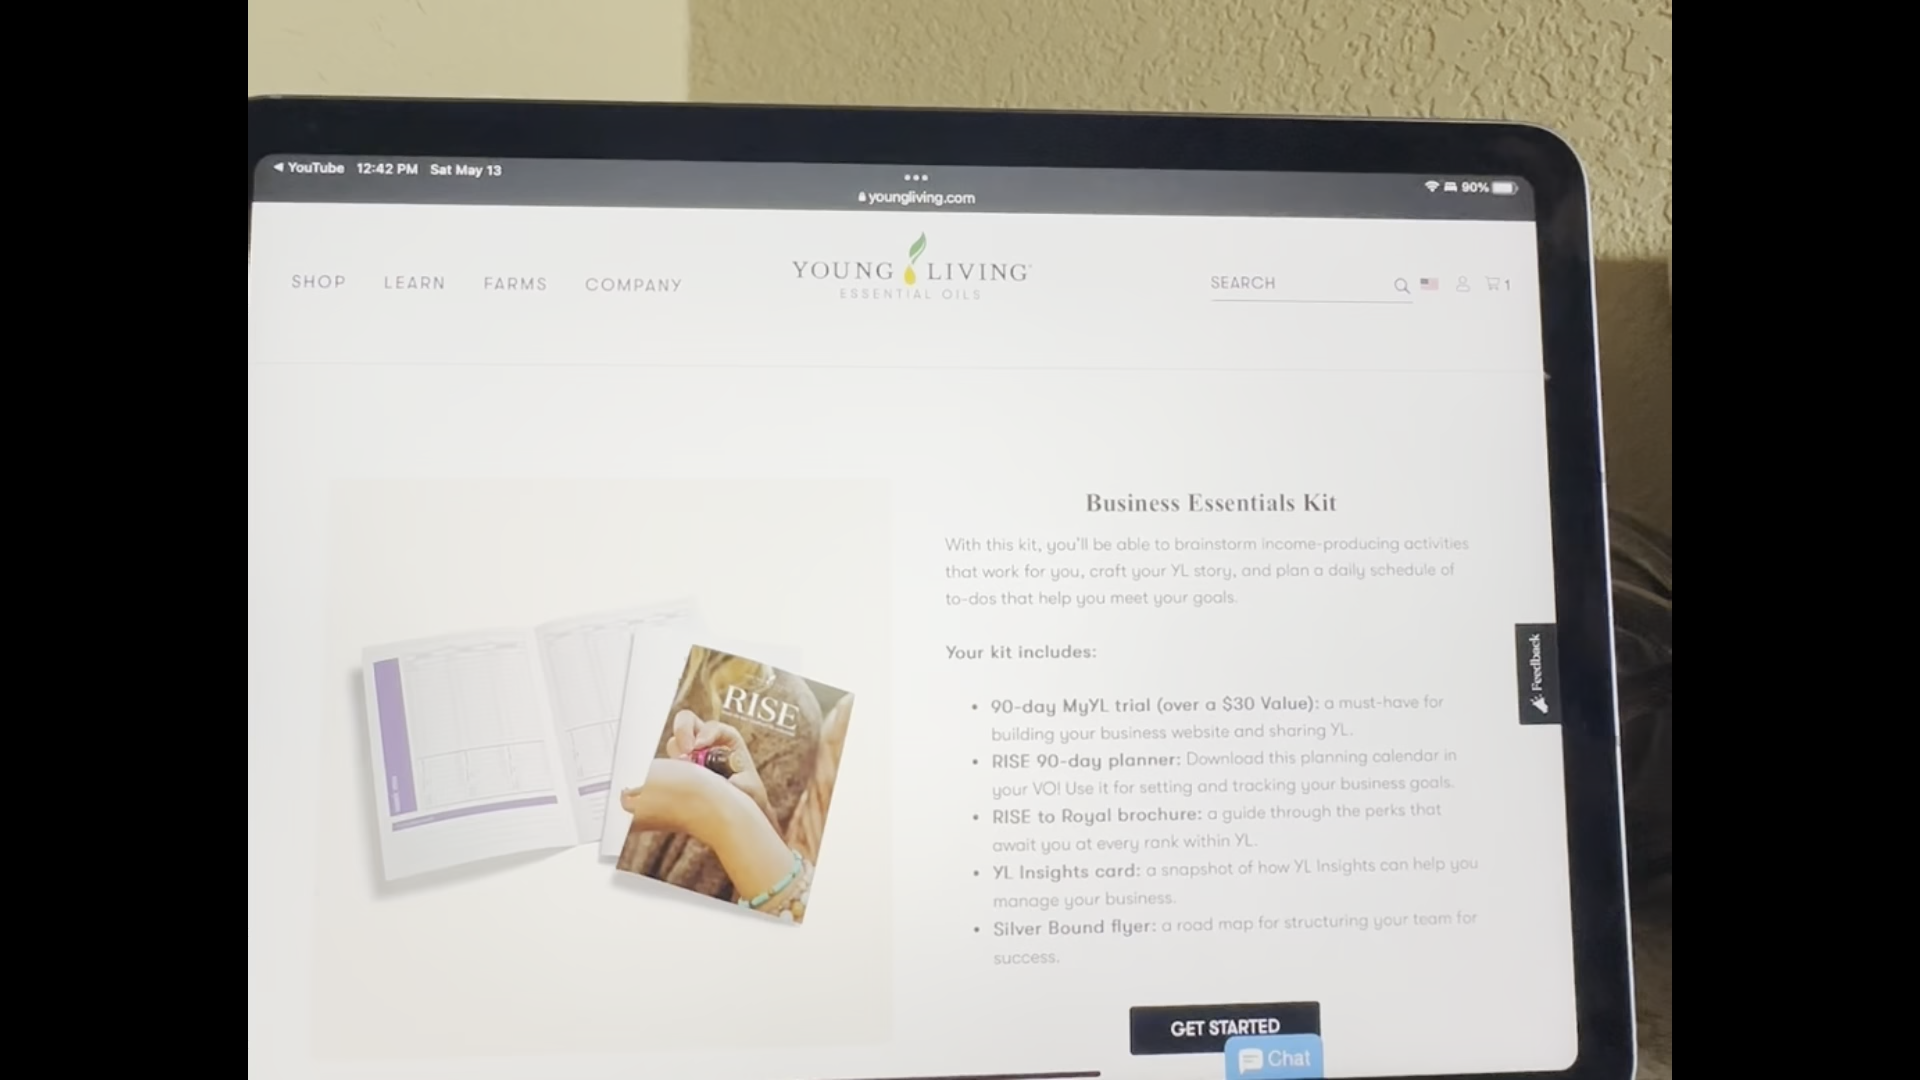 YouTube 12:42 PM Sat May 13
youngliving.com
90%
SHOP LEARN FARMS COMPANY
YOUNG LIVING
ESSENTIAL OILS
SEARCH
1
Business Essentials Kit
With this kit, you'll be able to brainstorm income-producing activities
that work for you, craft your YL story, and plan a daily schedule of
to-dos that help you meet your goals.
Your kit includes:
• 90-day MyYL trial (over a $30 Value): a must-have for
building your business website and sharing YL.
• RISE 90-day planner: Download this planning calendar in
your VO! Use it for setting and tracking your business goals.
• RISE to Royal brochure: a guide through the perks that
await you at every rank within YL.
• YL Insights card: a snapshot of how YL Insights can help you
manage your business.
• Silver Bound flyer: a road map for structuring your team for
success.
RISE
Feedback
GET STARTED
Chat